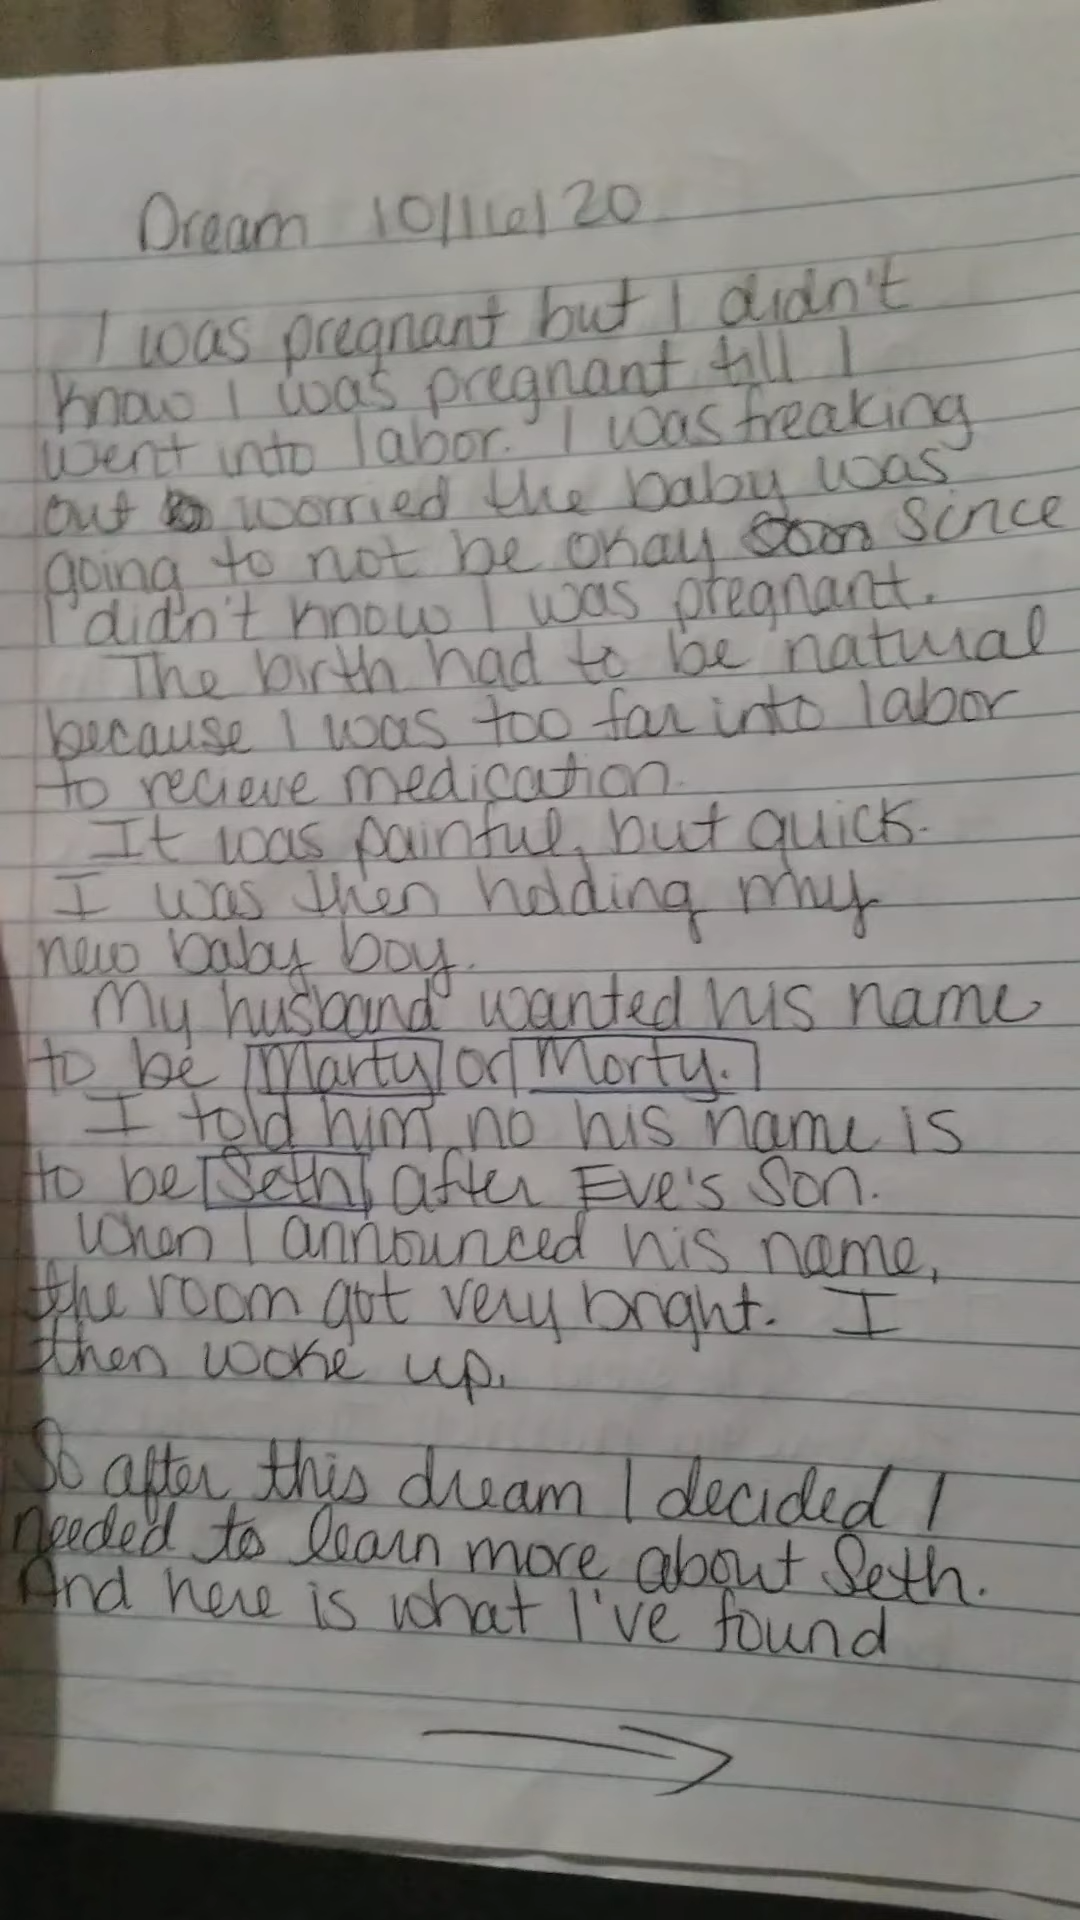 Dream 10/16/20
I was pregnant but I didn't
know I was pregnant till I
went into labor. I was freaking
out worried the baby was
going to not be okay since
I didn't know I was pregnant.
The birth had to be natural
because I was too far into labor
to recieve medication.
It was painful, but quick.
I was then holding my
new baby boy.
My husband wanted his name
to be Marty or Morty.
I told him no his name is
to be Seth, after Eve's Son.
When I announced his name,
the room got very bright. I
then woke up.
So after this dream I decided I
needed to learn more about Seth.
And here is what I've found